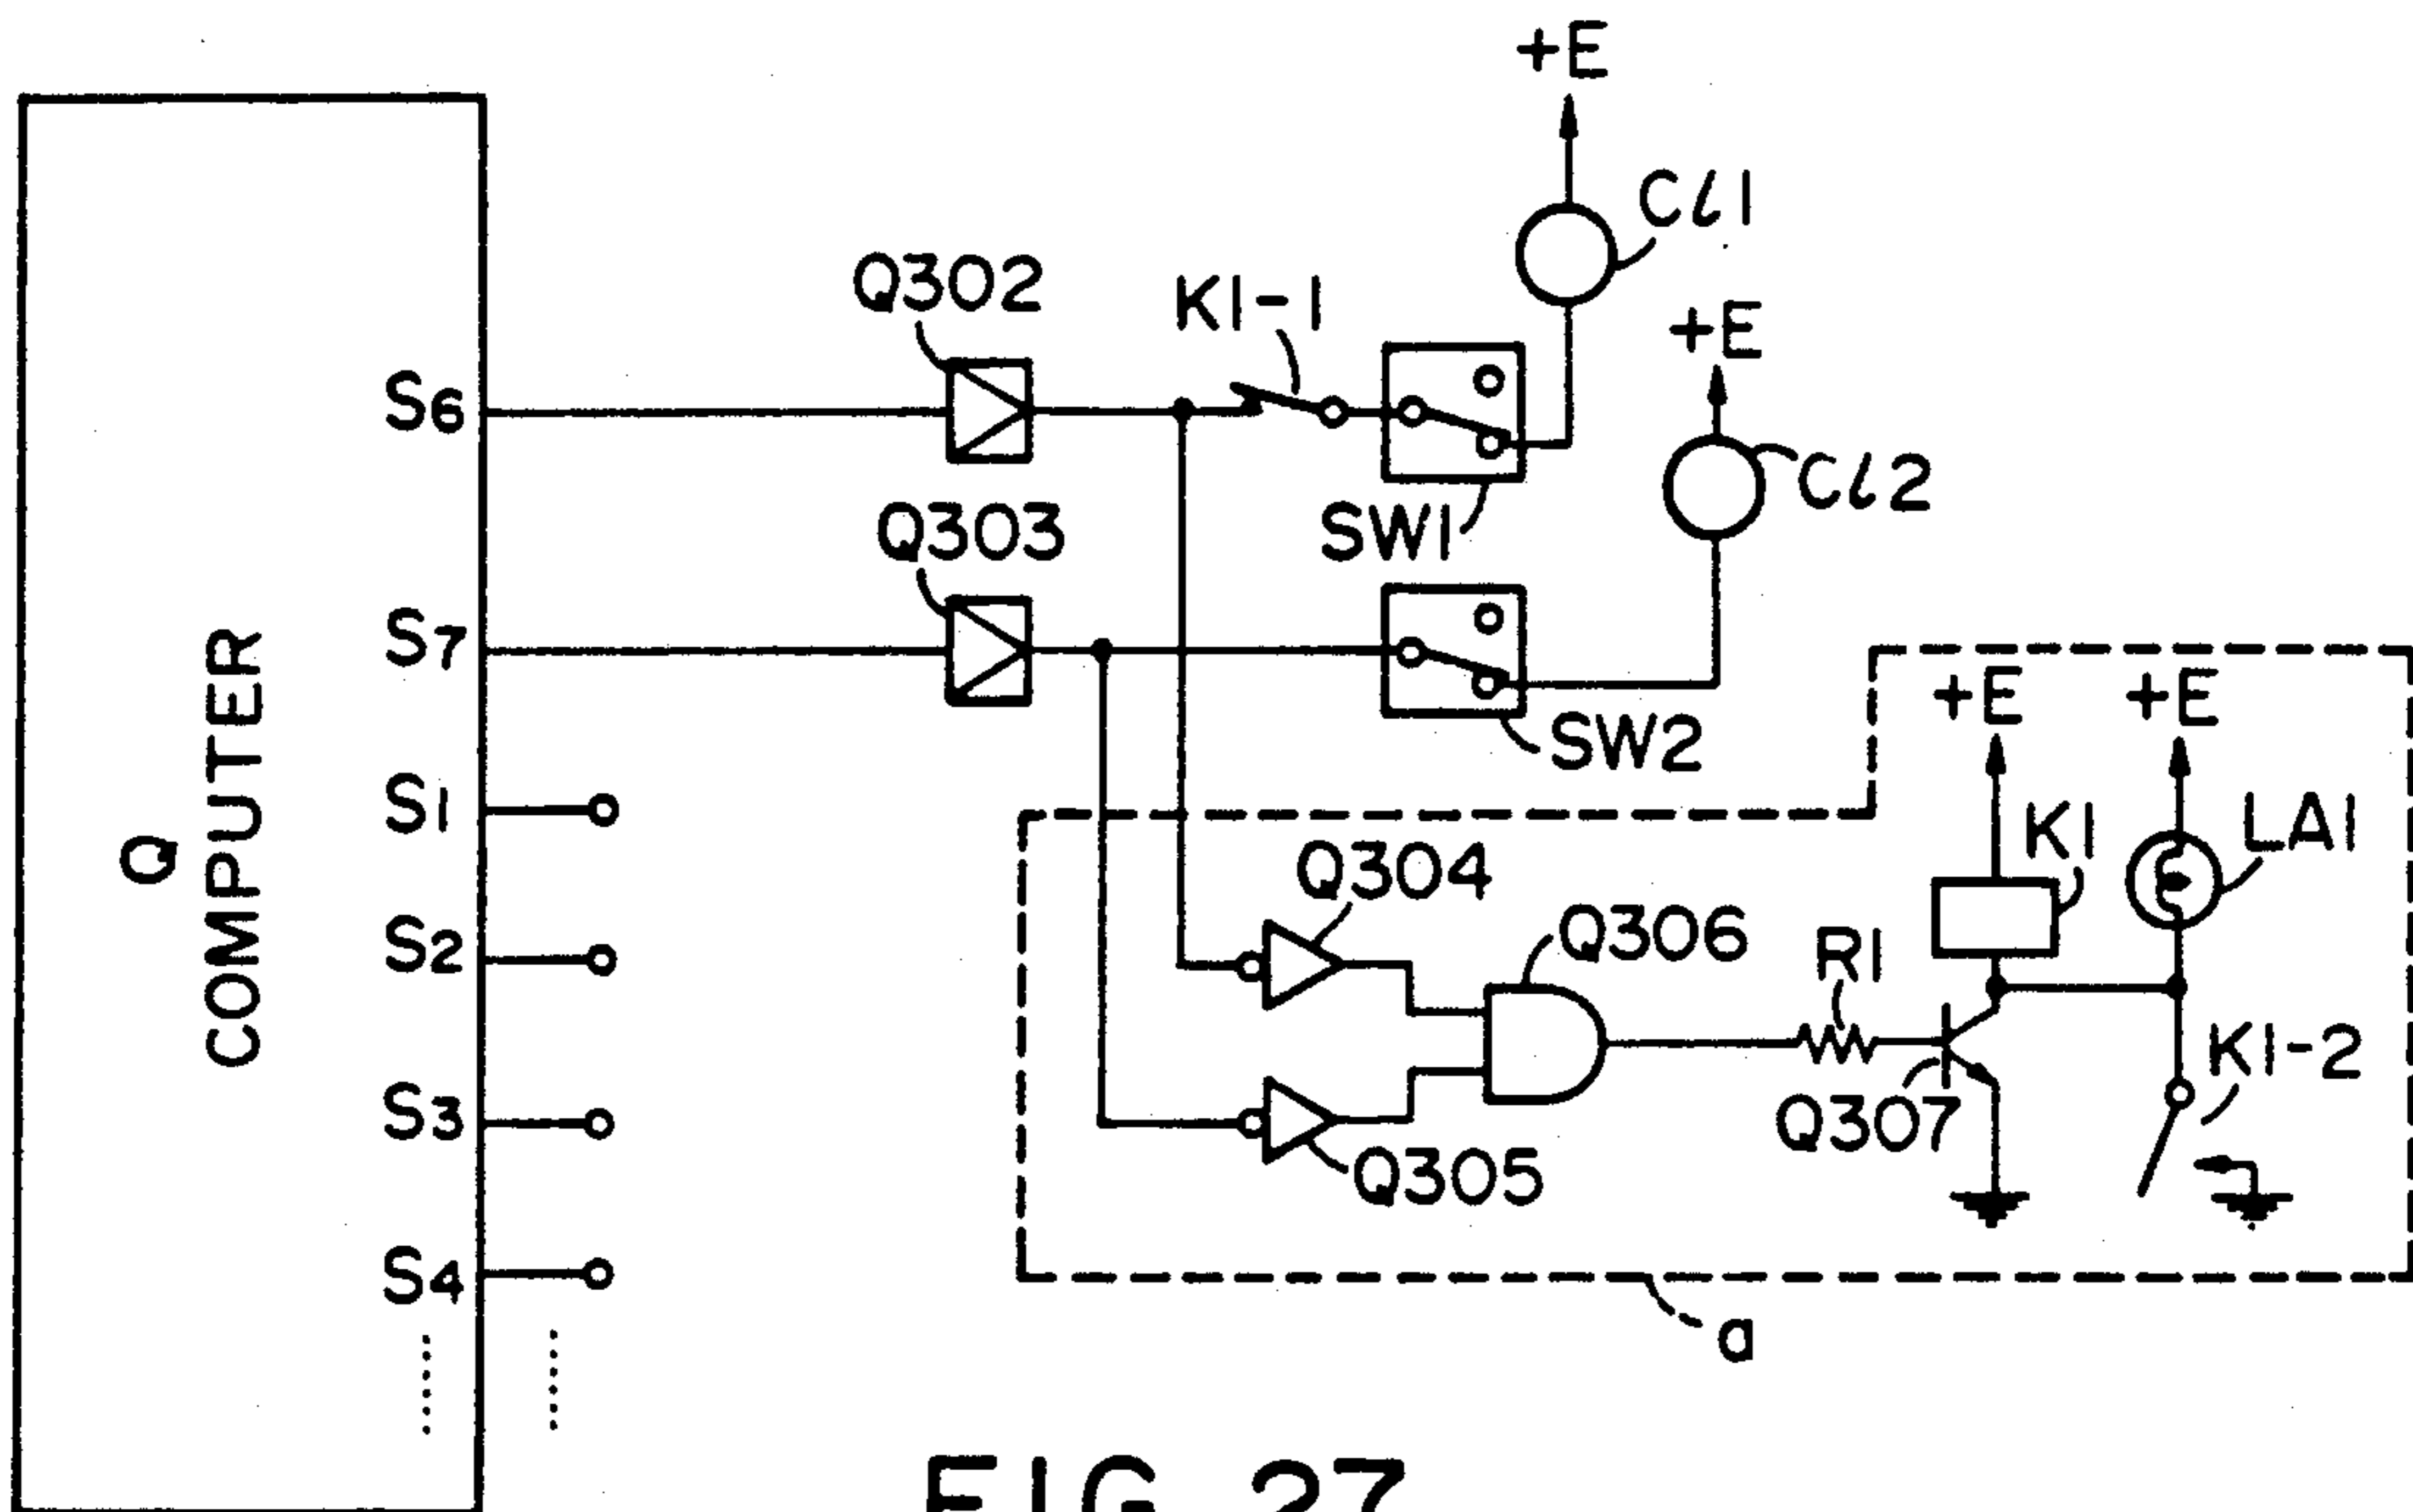 +E
Cl1
Q302
K1-1
+E
S6
Cl2
SW1
Q303
S7
SW2
+E
+E
Q
COMPUTER
S1
K1
LA1
Q304
Q306
S2
R1
K1-2
S3
Q307
Q305
S4
a
FIG. 27